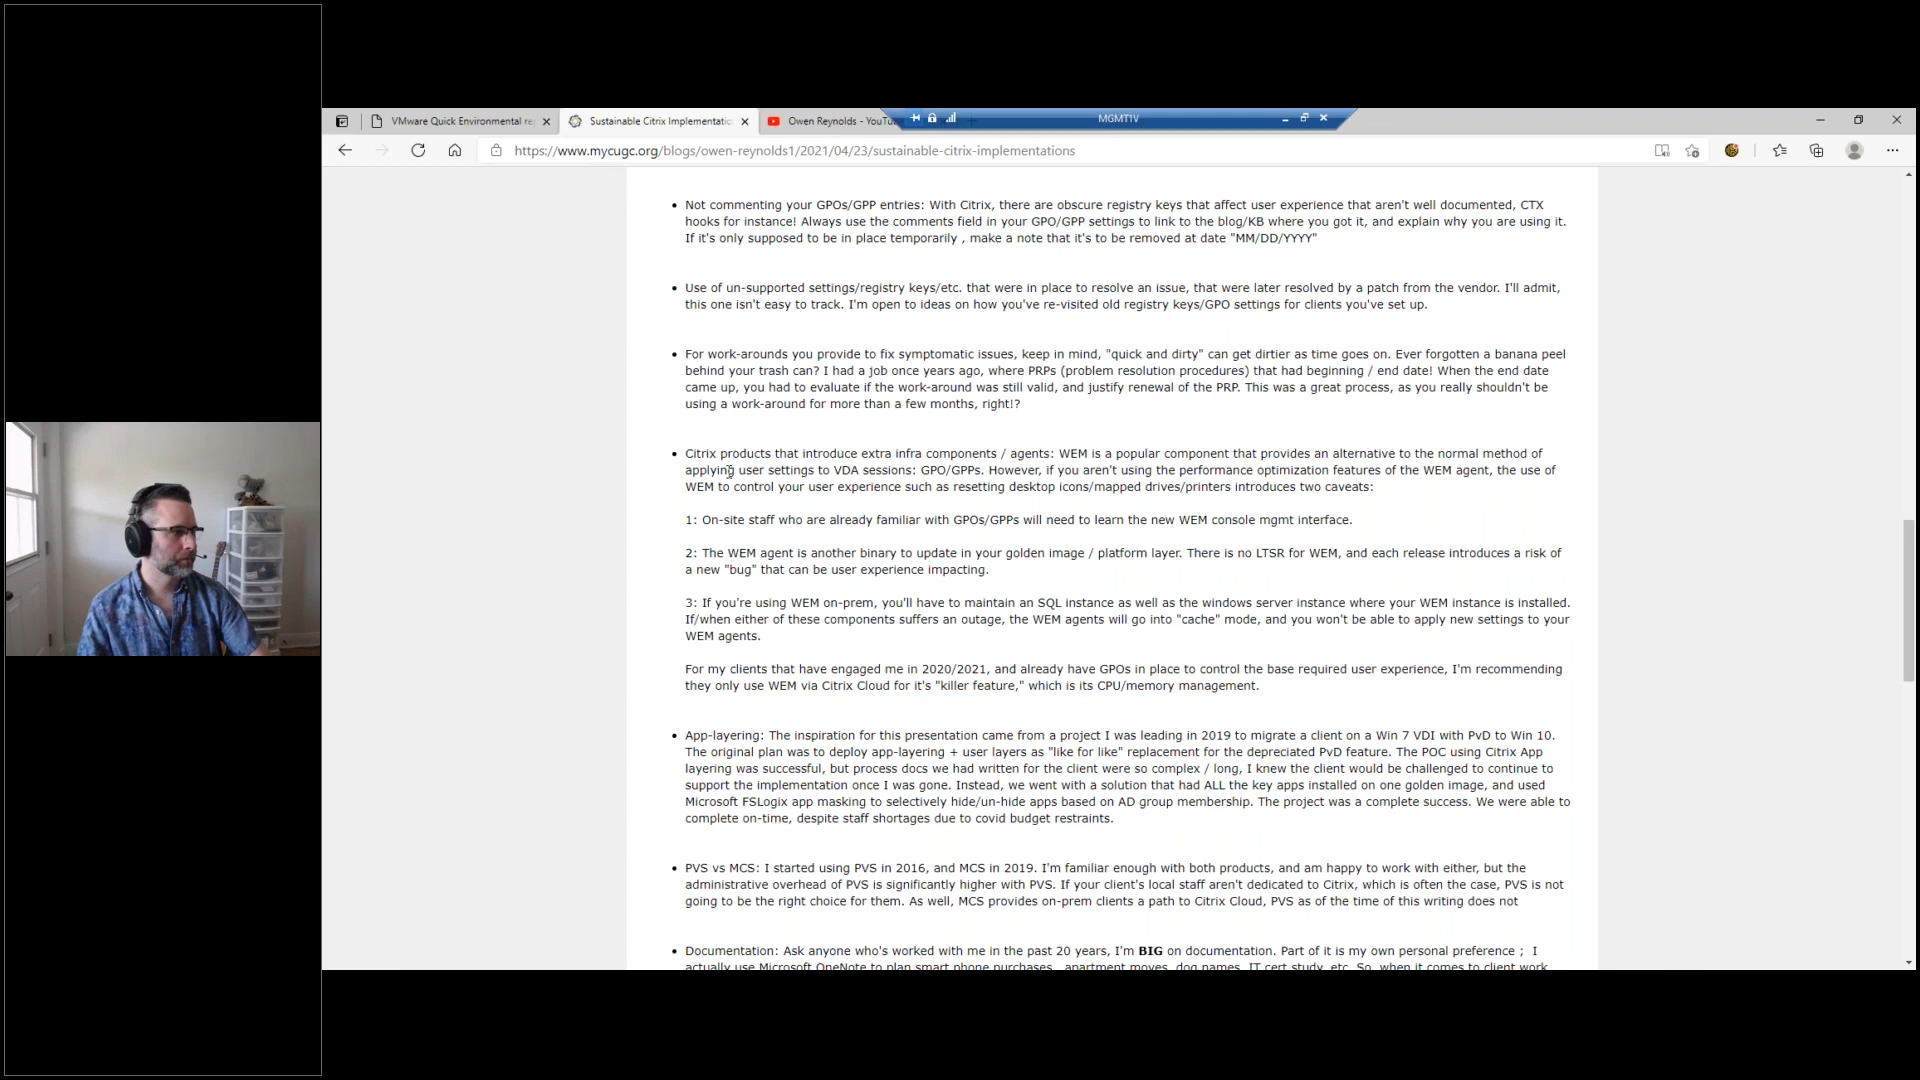 VMware Quick Environmental re
Sustainable Citrix Implementatio
Owen Reynolds - YouTu
MGMT1V
https://www.mycugc.org/blogs/owen-reynolds1/2021/04/23/sustainable-citrix-implementations
• Not commenting your GPOs/GPP entries: With Citrix, there are obscure registry keys that affect user experience that aren't well documented, CTX
hooks for instance! Always use the comments field in your GPO/GPP settings to link to the blog/KB where you got it, and explain why you are using it.
If it's only supposed to be in place temporarily , make a note that it's to be removed at date "MM/DD/YYYY"
• Use of un-supported settings/registry keys/etc. that were in place to resolve an issue, that were later resolved by a patch from the vendor. I'll admit,
this one isn't easy to track. I'm open to ideas on how you've re-visited old registry keys/GPO settings for clients you've set up.
• For work-arounds you provide to fix symptomatic issues, keep in mind, "quick and dirty" can get dirtier as time goes on. Ever forgotten a banana peel
behind your trash can? I had a job once years ago, where PRPs (problem resolution procedures) that had beginning / end date! When the end date
came up, you had to evaluate if the work-around was still valid, and justify renewal of the PRP. This was a great process, as you really shouldn't be
using a work-around for more than a few months, right!?
• Citrix products that introduce extra infra components / agents: WEM is a popular component that provides an alternative to the normal method of
applying user settings to VDA sessions: GPO/GPPs. However, if you aren't using the performance optimization features of the WEM agent, the use of
WEM to control your user experience such as resetting desktop icons/mapped drives/printers introduces two caveats:
1: On-site staff who are already familiar with GPOs/GPPs will need to learn the new WEM console mgmt interface.
2: The WEM agent is another binary to update in your golden image / platform layer. There is no LTSR for WEM, and each release introduces a risk of
a new "bug" that can be user experience impacting.
3: If you're using WEM on-prem, you'll have to maintain an SQL instance as well as the windows server instance where your WEM instance is installed.
If/when either of these components suffers an outage, the WEM agents will go into "cache" mode, and you won't be able to apply new settings to your
WEM agents.
For my clients that have engaged me in 2020/2021, and already have GPOs in place to control the base required user experience, I'm recommending
they only use WEM via Citrix Cloud for it's "killer feature," which is its CPU/memory management.
• App-layering: The inspiration for this presentation came from a project I was leading in 2019 to migrate a client on a Win 7 VDI with PvD to Win 10.
The original plan was to deploy app-layering + user layers as "like for like" replacement for the depreciated PvD feature. The POC using Citrix App
layering was successful, but process docs we had written for the client were so complex / long, I knew the client would be challenged to continue to
support the implementation once I was gone. Instead, we went with a solution that had ALL the key apps installed on one golden image, and used
Microsoft FSLogix app masking to selectively hide/un-hide apps based on AD group membership. The project was a complete success. We were able to
complete on-time, despite staff shortages due to covid budget restraints.
• PVS vs MCS: I started using PVS in 2016, and MCS in 2019. I'm familiar enough with both products, and am happy to work with either, but the
administrative overhead of PVS is significantly higher with PVS. If your client's local staff aren't dedicated to Citrix, which is often the case, PVS is not
going to be the right choice for them. As well, MCS provides on-prem clients a path to Citrix Cloud, PVS as of the time of this writing does not
• Documentation: Ask anyone who's worked with me in the past 20 years, I'm BIG on documentation. Part of it is my own personal preference ; I
actually use Microsoft OneNote to plan smart phone purchases , apartment moves, dog names, IT cert study, etc. So, when it comes to client work,